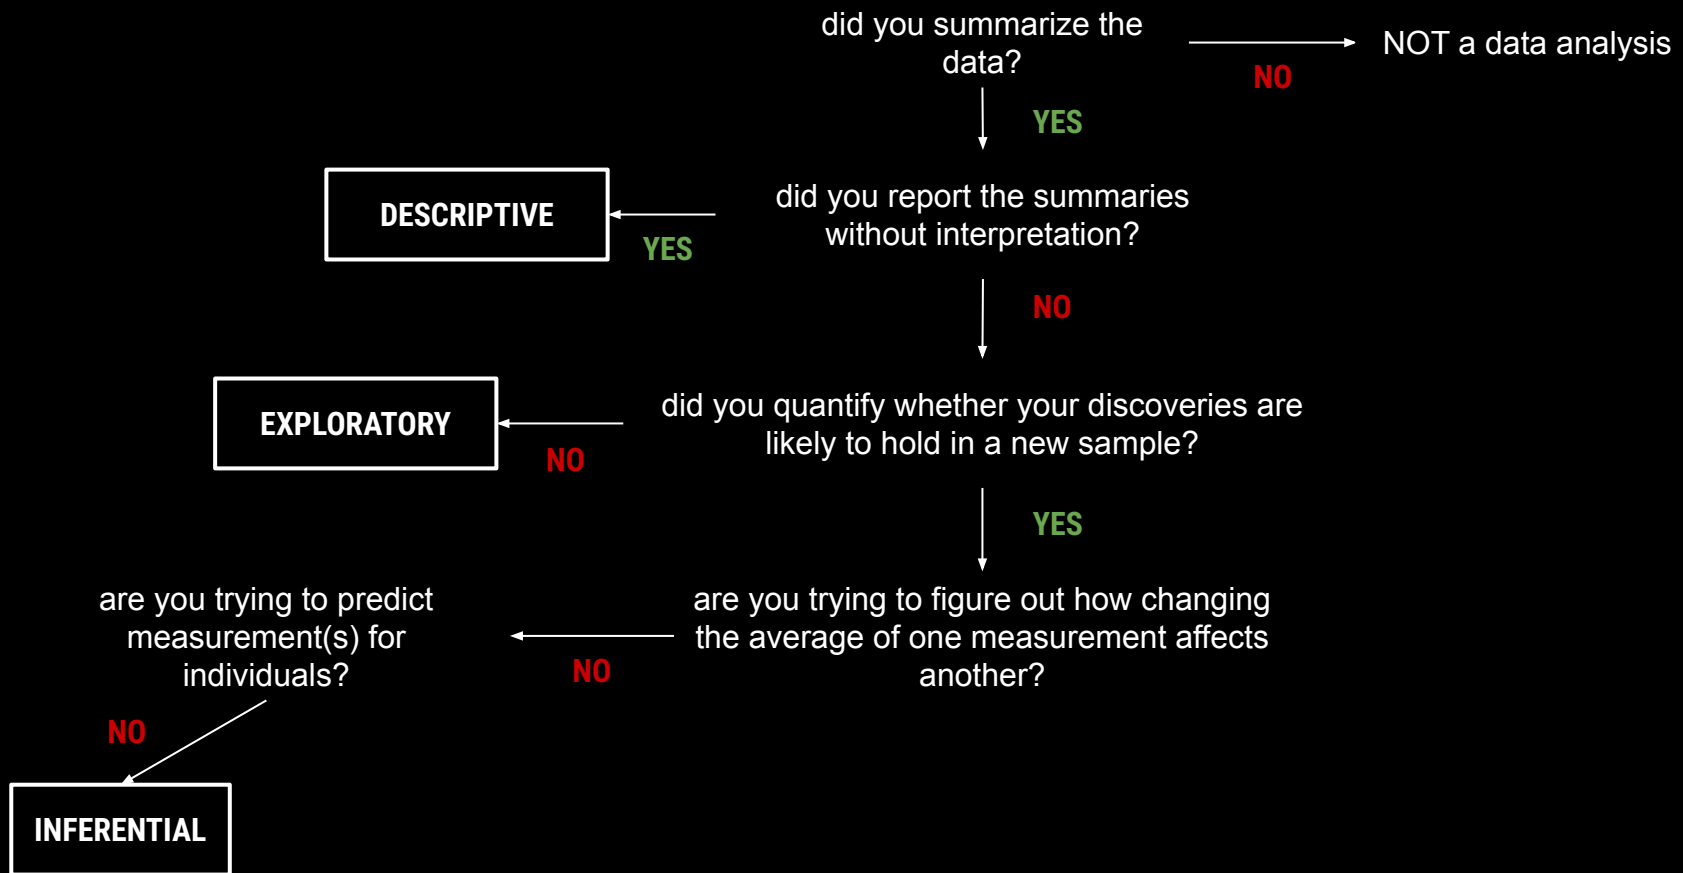 did you summarize the
data?
NOT a data analysis
NO
YES
did you report the summaries
without interpretation?
DESCRIPTIVE
YES
NO
did you quantify whether your discoveries are
likely to hold in a new sample?
EXPLORATORY
NO
YES
are you trying to figure out how changing
the average of one measurement affects
another?
NO
are you trying to predict
measurement(s) for
individuals?
NO
INFERENTIAL